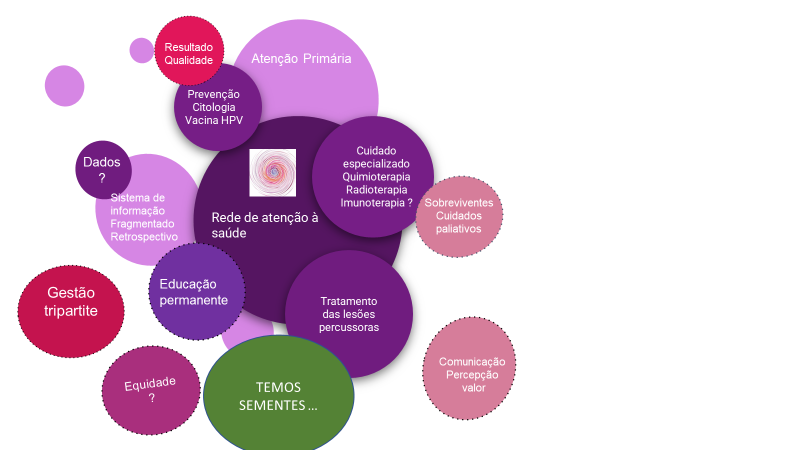 Resultado
Qualidade
Atenção Primária
Prevenção
Citologia
Vacina HPV
Cuidado
especializado
Quimioterapia
Radioterapia
Imunoterapia ?
Dados
?
Sistema de
informação
Fragmentado
Retrospectivo
Rede de atenção à
saúde
Sobreviventes
Cuidados
paliativos
Educação
permanente
Gestão
tripartite
Tratamento
das lesões
percussoras
Comunicação
Percepção
valor
Equidade
?
TEMOS
SEMENTES ...